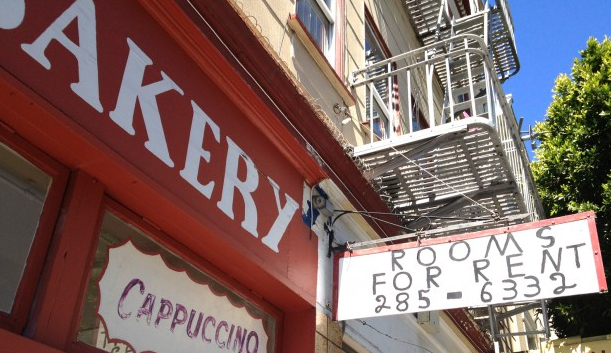 AKERY
CAPPUCCINO
ROOMS
FOR RENT
285-6332